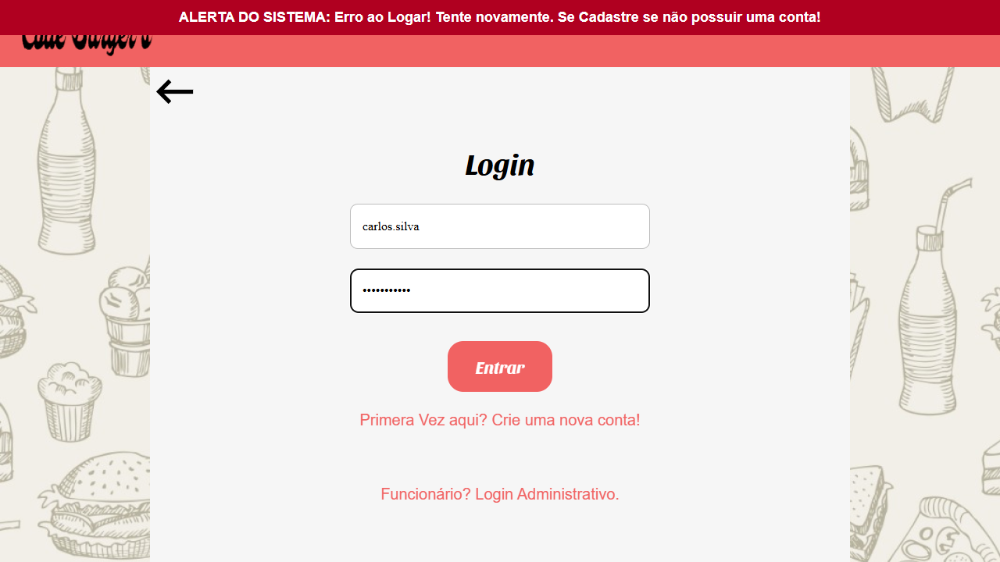 ALERTA DO SISTEMA: Erro ao Logar! Tente novamente. Se Cadastre se não possuir uma conta!
Login
carlos.silva
•••••••••••
Entrar
Primera Vez aqui? Crie uma nova conta!
Funcionário? Login Administrativo.